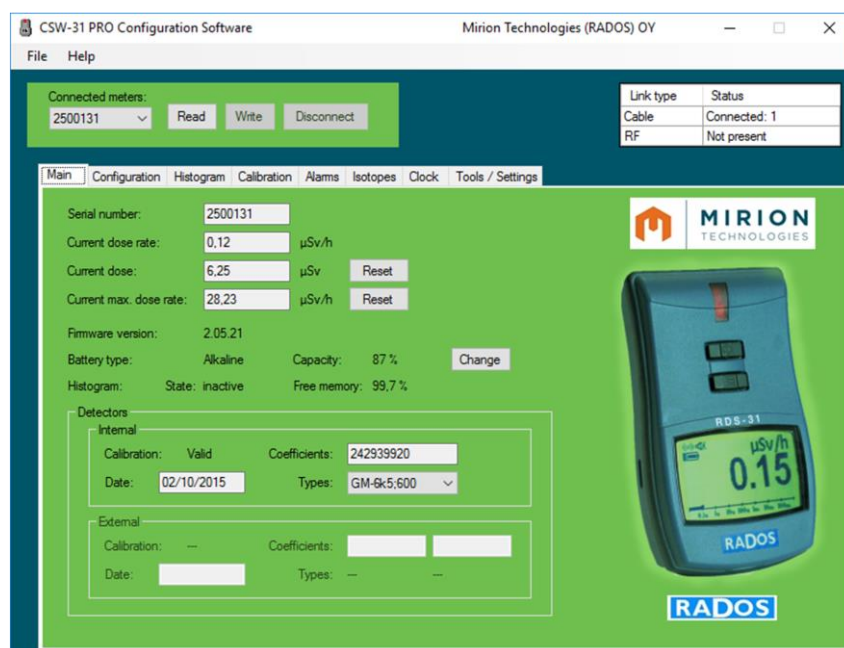 CSW-31 PRO Configuration Software Mirion Technologies (RADOS) OY
File Help
Connected meters:
2500131 Read Write Disconnect
Link type Status
Cable Connected: 1
RF Not present
Main Configuration Histogram Calibration Alarms Isotopes Clock Tools / Settings
Serial number: 2500131
Current dose rate: 0,12 µSv/h
Current dose: 6,25 µSv Reset
Current max. dose rate: 28,23 µSv/h Reset
Firmware version: 2.05.21
Battery type: Alkaline Capacity: 87 % Change
Histogram: State: inactive Free memory: 99,7 %
Detectors
Internal
Calibration: Valid Coefficients: 242939920
Date: 02/10/2015 Types: GM-6k5;600
External
Calibration: --- Coefficients:
Date: Types: --- ---
MIRION
TECHNOLOGIES
RDS-31
µSv/h
0.15
RADOS
RADOS